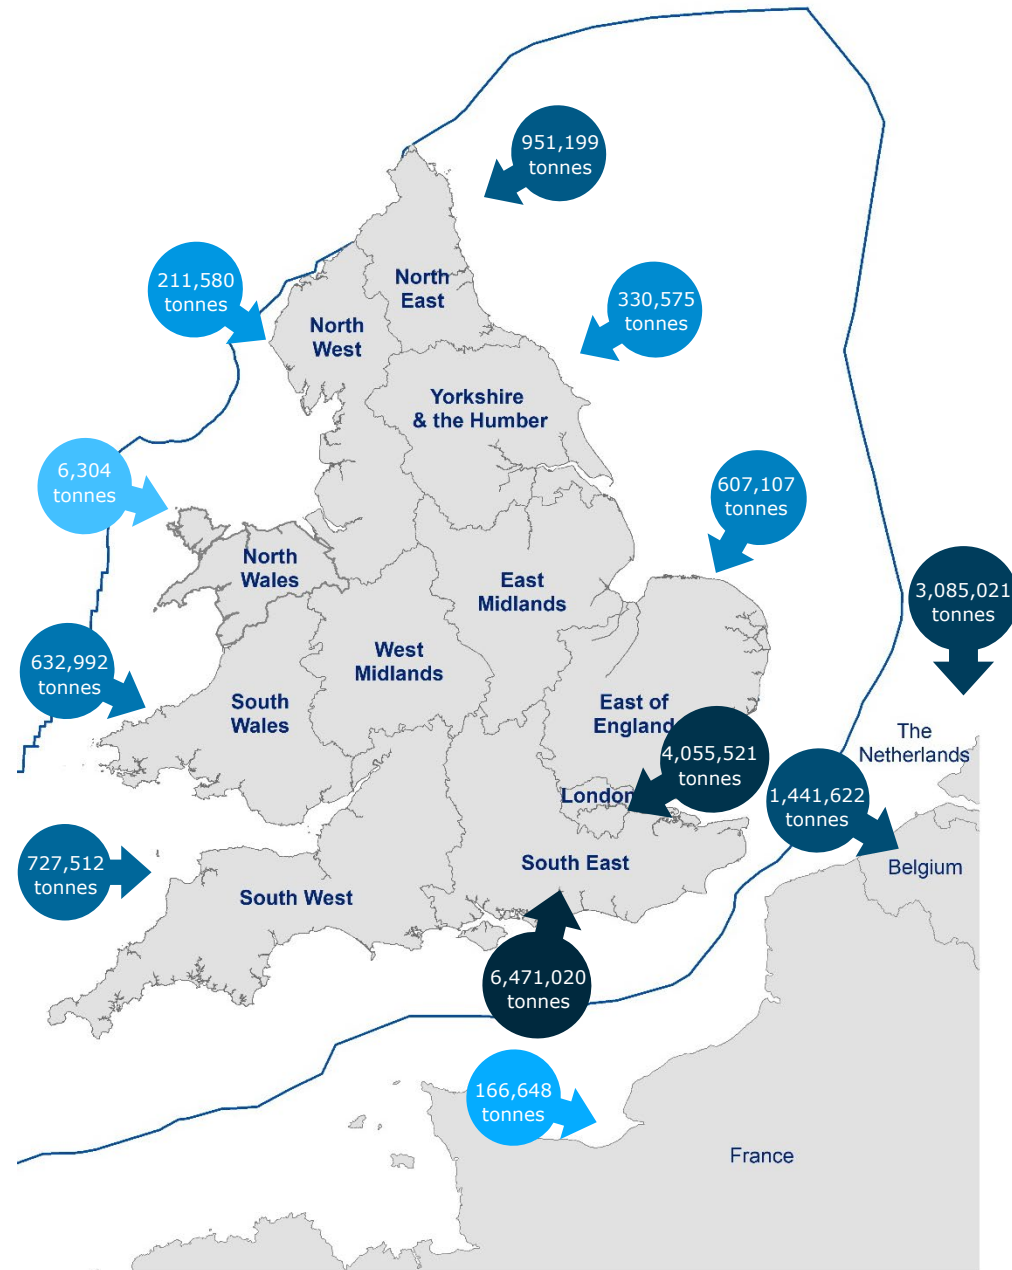 951,199
tonnes
211,580
tonnes
North
East
330,575
tonnes
North
West
Yorkshire
& the Humber
6,304
tonnes
607,107
tonnes
North
Wales
East
Midlands
3,085,021
tonnes
632,992
tonnes
West
Midlands
South
Wales
East of
England
The
Netherlands
4,055,521
tonnes
London
1,441,622
tonnes
727,512
tonnes
South East
Belgium
South West
6,471,020
tonnes
166,648
tonnes
France